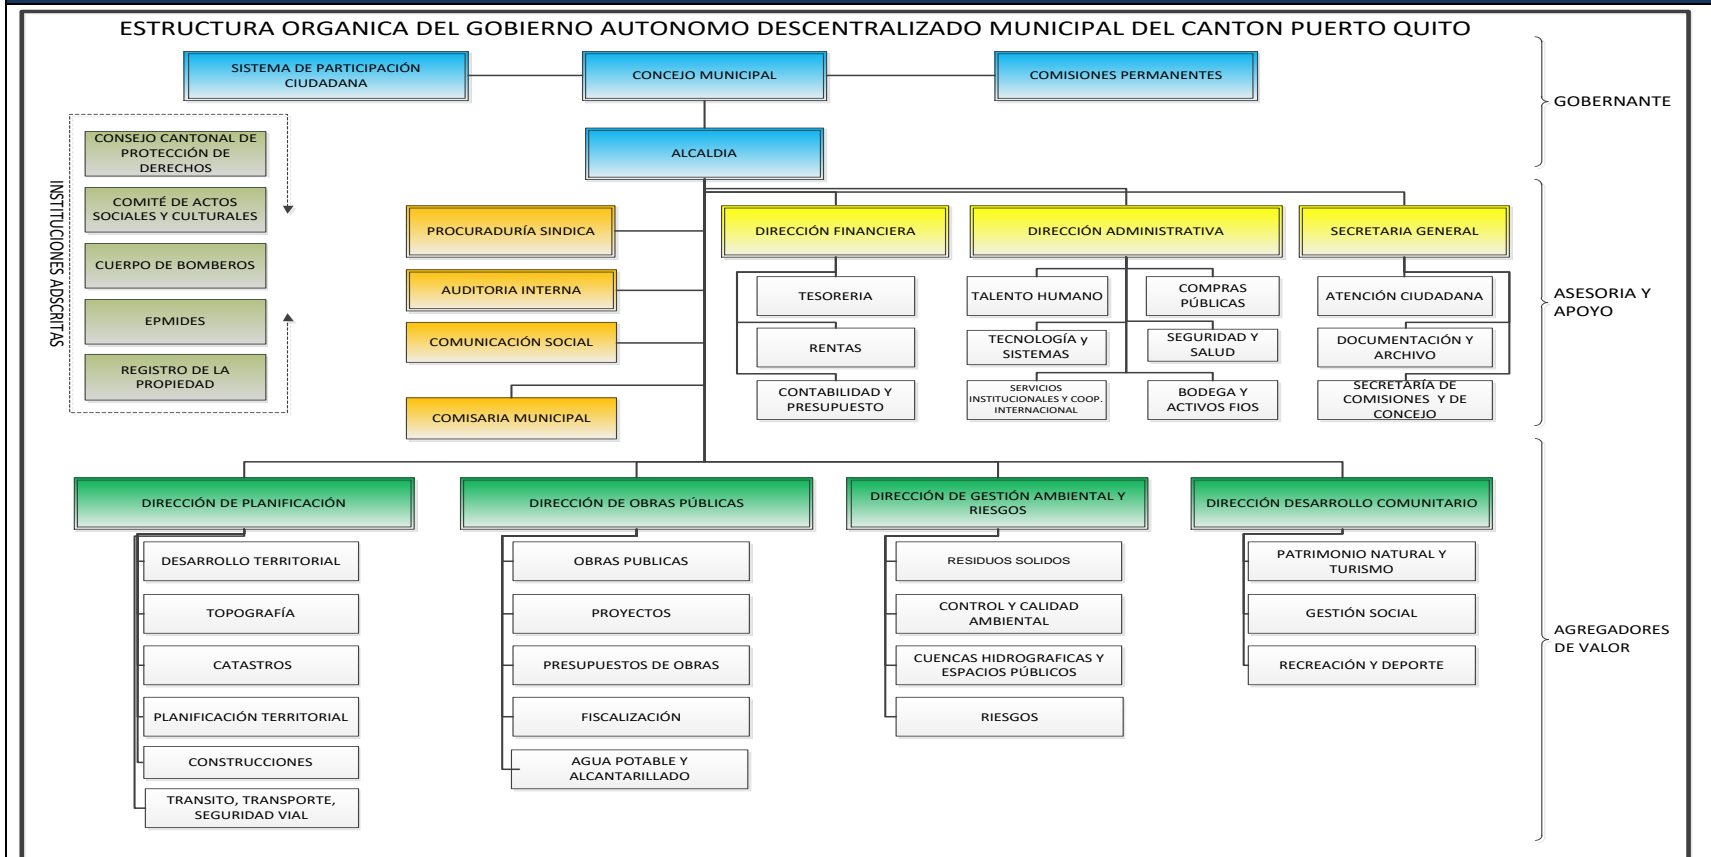 ESTRUCTURA ORGANICA DEL GOBIERNO AUTONOMO DESCENTRALIZADO MUNICIPAL DEL CANTON PUERTO QUITO
SISTEMA DE PARTICIPACIÓN
CIUDADANA
CONCEJO MUNICIPAL
COMISIONES PERMANENTES
GOBERNANTE
ALCALDIA
INSTITUCIONES ADSCRITAS
CONSEJO CANTONAL DE
PROTECCIÓN DE
DERECHOS
COMITÉ DE ACTOS
SOCIALES Y CULTURALES
CUERPO DE BOMBEROS
EPMIDES
REGISTRO DE LA
PROPIEDAD
PROCURADURÍA SINDICA
AUDITORIA INTERNA
COMUNICACIÓN SOCIAL
COMISARIA MUNICIPAL
DIRECCIÓN FINANCIERA
TESORERIA
RENTAS
CONTABILIDAD Y
PRESUPUESTO
DIRECCIÓN ADMINISTRATIVA
TALENTO HUMANO
COMPRAS
PÚBLICAS
TECNOLOGÍA y
SISTEMAS
SEGURIDAD Y
SALUD
SERVICIOS
INSTITUCIONALES Y COOP.
INTERNACIONAL
BODEGA Y
ACTIVOS FIOS
SECRETARIA GENERAL
ATENCIÓN CIUDADANA
DOCUMENTACIÓN Y
ARCHIVO
SECRETARÍA DE
COMISIONES Y DE
CONCEJO
ASESORIA Y
APOYO
DIRECCIÓN DE PLANIFICACIÓN
DESARROLLO TERRITORIAL
TOPOGRAFÍA
CATASTROS
PLANIFICACIÓN TERRITORIAL
CONSTRUCCIONES
TRANSITO, TRANSPORTE,
SEGURIDAD VIAL
DIRECCIÓN DE OBRAS PÚBLICAS
OBRAS PUBLICAS
PROYECTOS
PRESUPUESTOS DE OBRAS
FISCALIZACIÓN
AGUA POTABLE Y
ALCANTARILLADO
DIRECCIÓN DE GESTIÓN AMBIENTAL Y
RIESGOS
RESIDUOS SOLIDOS
CONTROL Y CALIDAD
AMBIENTAL
CUENCAS HIDROGRAFICAS Y
ESPACIOS PÚBLICOS
RIESGOS
DIRECCIÓN DESARROLLO COMUNITARIO
PATRIMONIO NATURAL Y
TURISMO
GESTIÓN SOCIAL
RECREACIÓN Y DEPORTE
AGREGADORES
DE VALOR